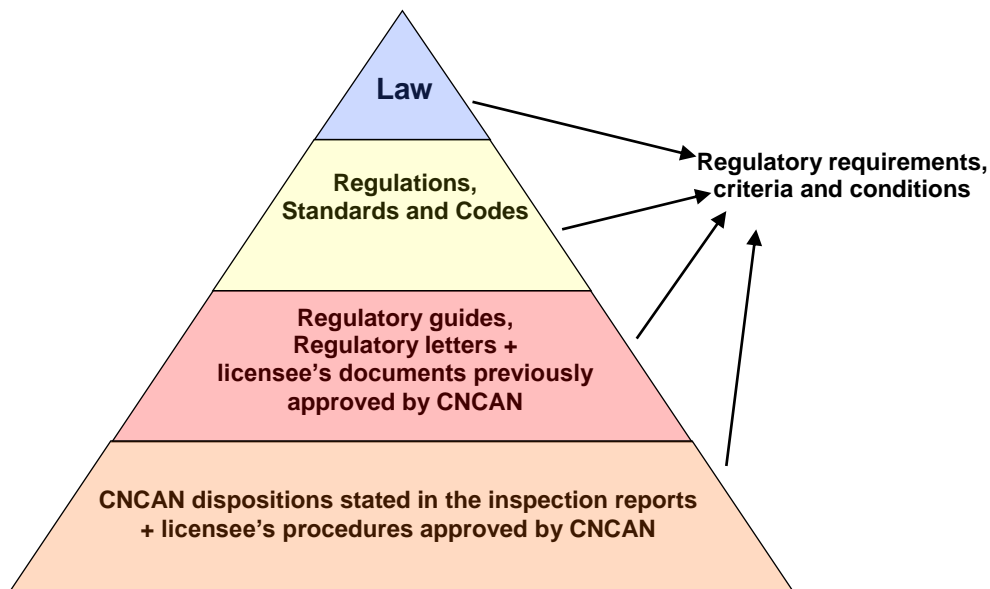 Law
Regulatory requirements,
criteria and conditions
Regulations,
Standards and Codes
Regulatory guides,
Regulatory letters +
licensee's documents previously
approved by CNCAN
CNCAN dispositions stated in the inspection reports
+ licensee's procedures approved by CNCAN